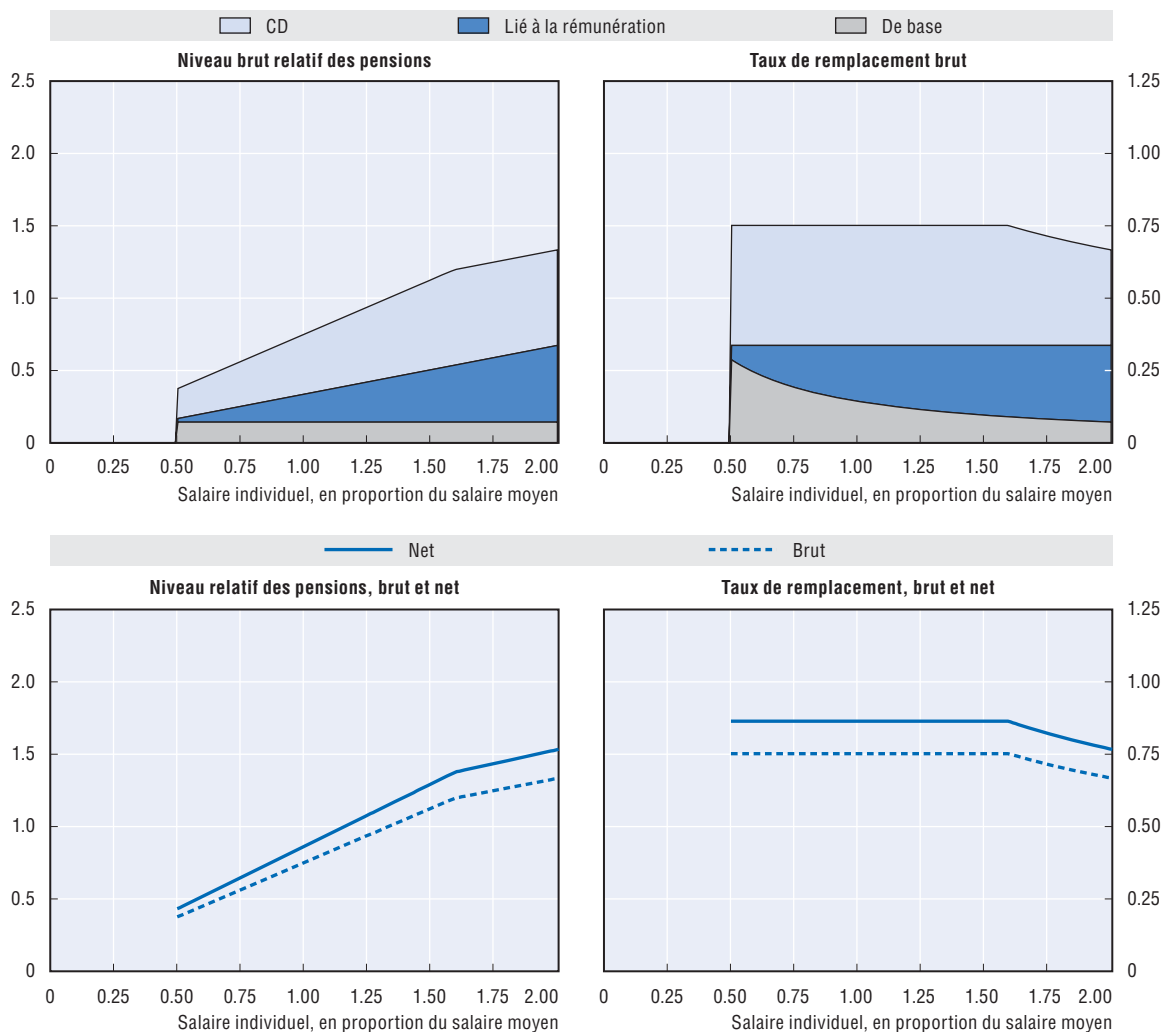 CD Lié à la rémunération De base
Niveau brut relatif des pensions
Taux de remplacement brut
2.5
2.0
1.5
1.0
0.5
0
1.25
1.00
0.75
0.50
0.25
0
0 0.25 0.50 0.75 1.00 1.25 1.50 1.75 2.00
Salaire individuel, en proportion du salaire moyen
0 0.25 0.50 0.75 1.00 1.25 1.50 1.75 2.00
Salaire individuel, en proportion du salaire moyen
Net Brut
Niveau relatif des pensions, brut et net
Taux de remplacement, brut et net
2.5
2.0
1.5
1.0
0.5
0
1.25
1.00
0.75
0.50
0.25
0
0 0.25 0.50 0.75 1.00 1.25 1.50 1.75 2.00
Salaire individuel, en proportion du salaire moyen
0 0.25 0.50 0.75 1.00 1.25 1.50 1.75 2.00
Salaire individuel, en proportion du salaire moyen